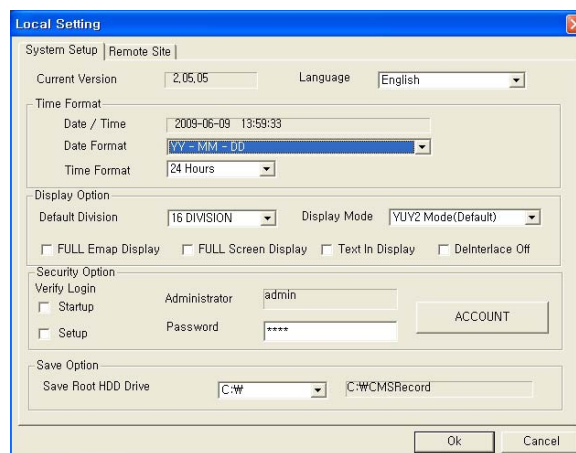 Local Setting
System Setup Remote Site
Current Version 2,05,05 Language English
Time Format
Date / Time 2009-06-09 13:59:33
Date Format YY - MM - DD
Time Format 24 Hours
Display Option
Default Division 16 DIVISION Display Mode YUY2 Mode(Default)
FULL Emap Display FULL Screen Display Text In Display DeInterlace Off
Security Option
Verify Login
Startup Administrator admin
Setup Password **** ACCOUNT
Save Option
Save Root HDD Drive C:₩ C:₩CMSRecord
Ok Cancel